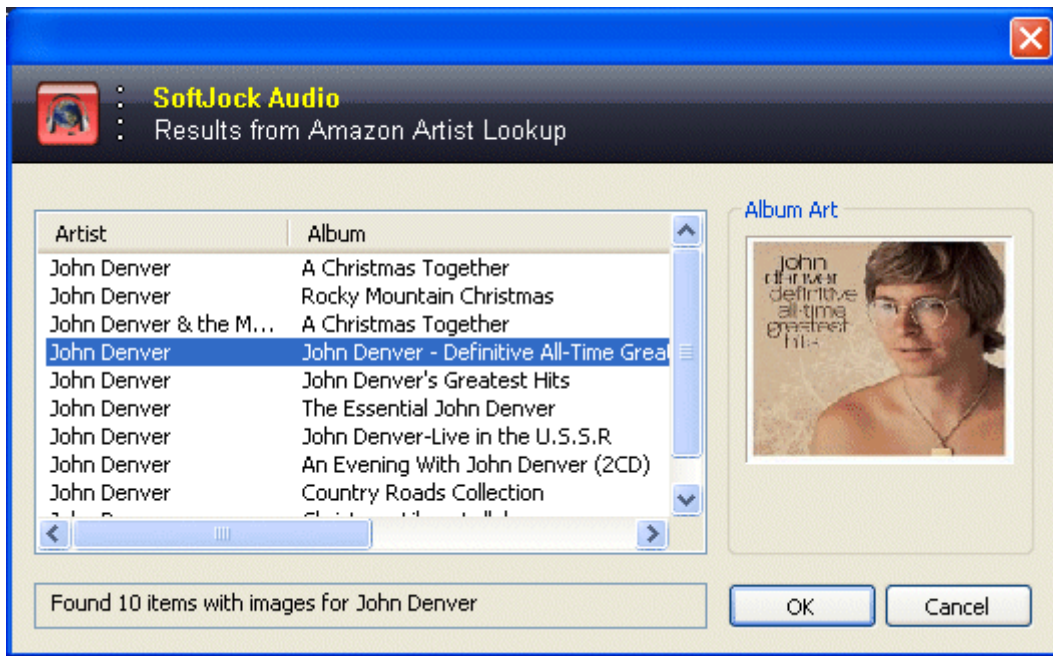 SoftJock Audio
Results from Amazon Artist Lookup
Artist Album
John Denver A Christmas Together
John Denver Rocky Mountain Christmas
John Denver & the M... A Christmas Together
John Denver John Denver - Definitive All-Time Grea
John Denver John Denver's Greatest Hits
John Denver The Essential John Denver
John Denver John Denver-Live in the U.S.S.R
John Denver An Evening With John Denver (2CD)
John Denver Country Roads Collection
Found 10 items with images for John Denver
Album Art
john
denver
definitive
all-time
greatest
hits
OK Cancel